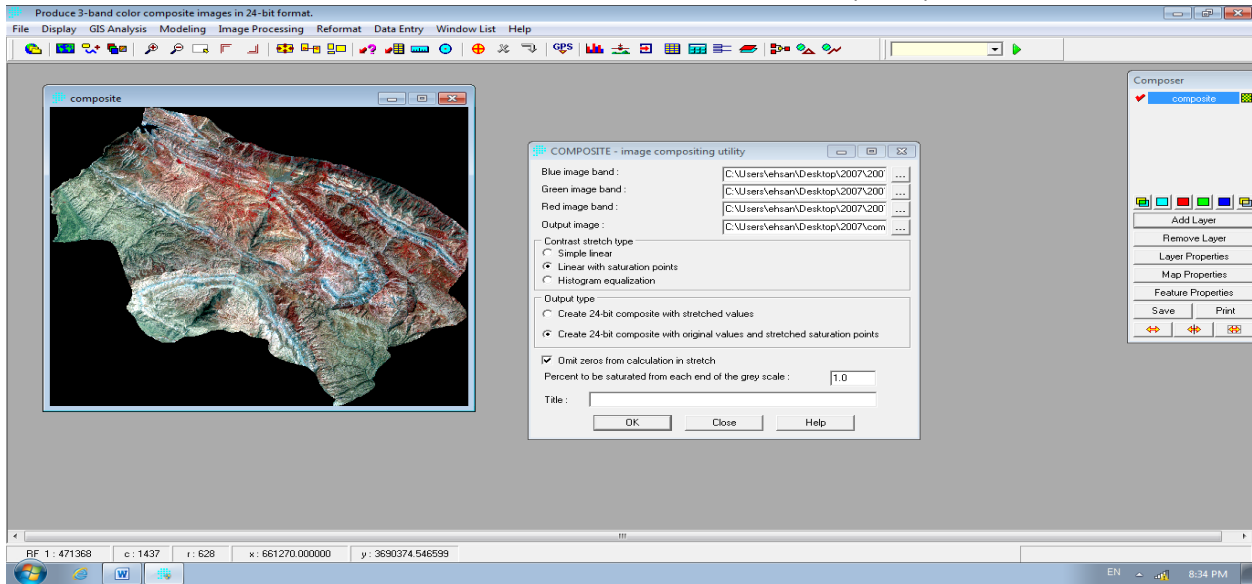 Produce 3-band color composite images in 24-bit format.
File Display GIS Analysis Modeling Image Processing Reformat Data Entry Window List Help
GPS
composite
COMPOSITE - image compositing utility
Blue image band : C:\Users\ehsan\Desktop\2007\200 ...
Green image band : C:\Users\ehsan\Desktop\2007\200 ...
Red image band : C:\Users\ehsan\Desktop\2007\200 ...
Output image : C:\Users\ehsan\Desktop\2007\com ...
Contrast stretch type
Simple linear
Linear with saturation points
Histogram equalization
Output type
Create 24-bit composite with stretched values
Create 24-bit composite with original values and stretched saturation points
Omit zeros from calculation in stretch
Percent to be saturated from each end of the grey scale : 1.0
Title :
OK Close Help
Composer
composite
Add Layer
Remove Layer
Layer Properties
Map Properties
Feature Properties
Save Print
RF 1 : 471368 c : 1437 r : 628 x : 661270.000000 y : 3690374.546599
W
EN 8:34 PM